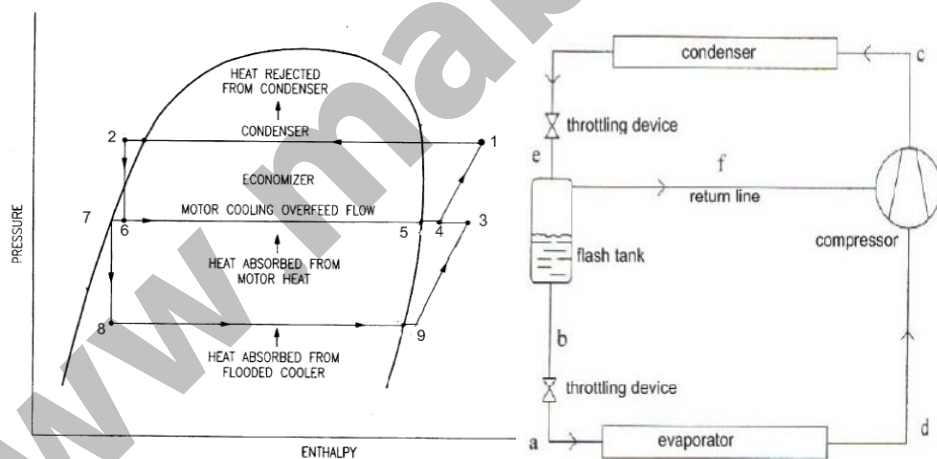 www.mak
HEAT REJECTED
FROM CONDENSER
2
CONDENSER
1
ECONOMIZER
MOTOR COOLING OVERFEED FLOW
7
6
5
4
3
HEAT ABSORBED FROM
MOTOR HEAT
8
9
HEAT ABSORBED FROM
FLOODED COOLER
PRESSURE
ENTHALPY
condenser
c
throttling device
e
f
return line
compressor
flash tank
b
throttling device
a
evaporator
d